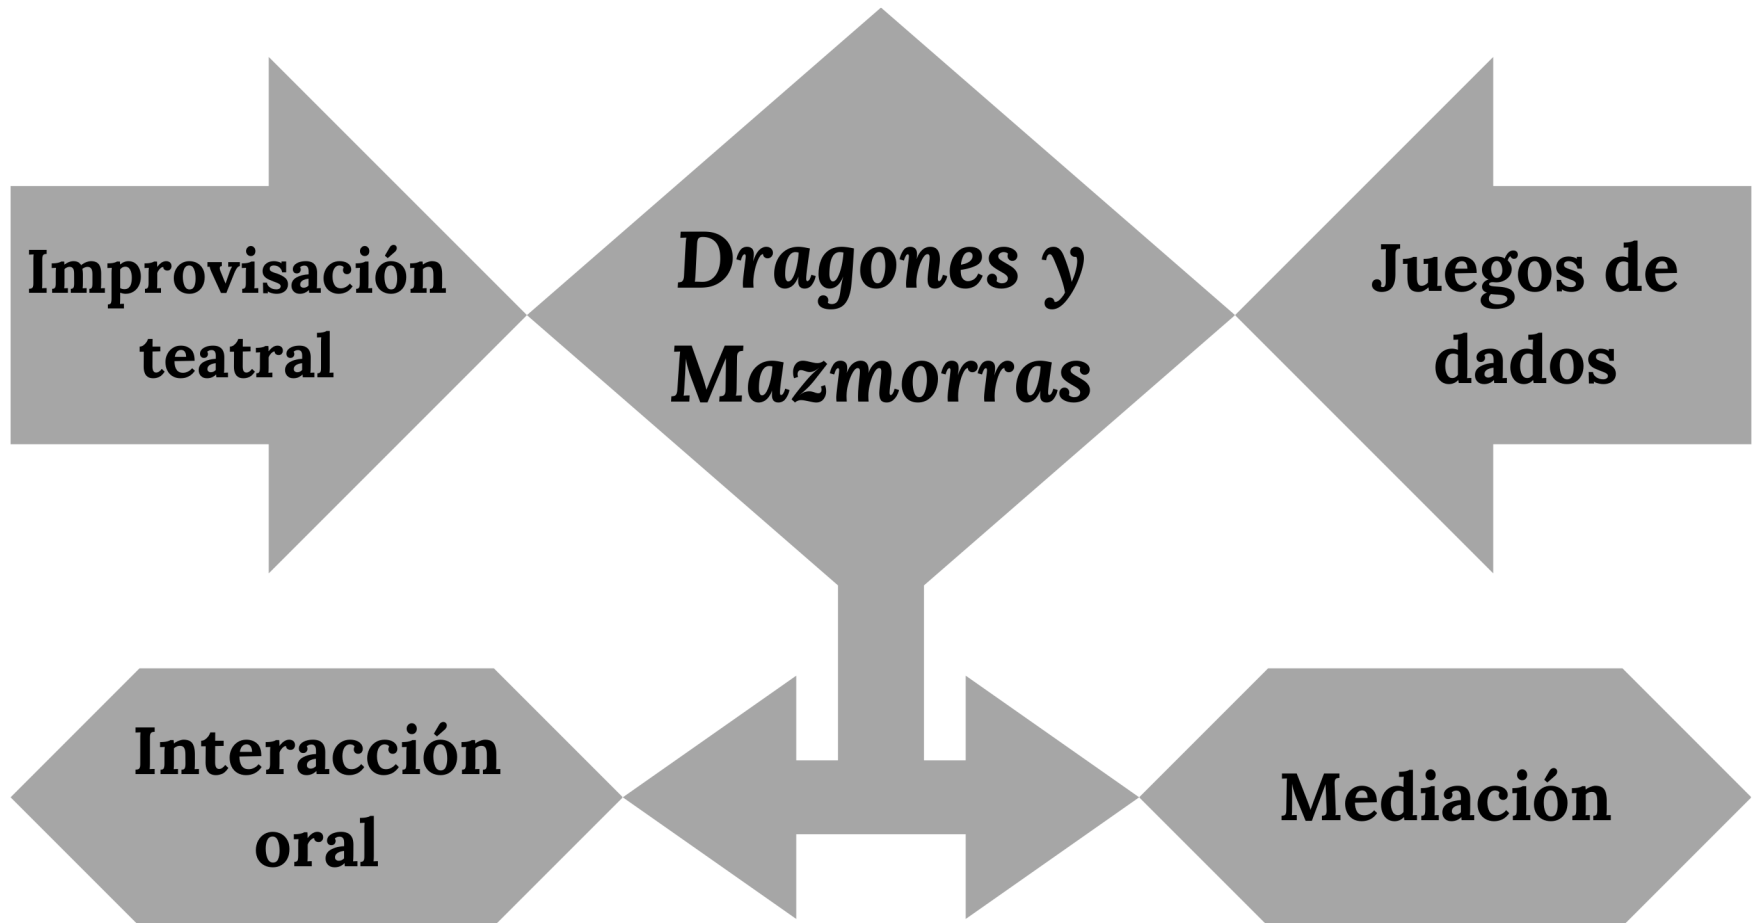 Improvisación
teatral
Dragones y
Mazmorras
Juegos de
dados
Interacción
oral
Mediación